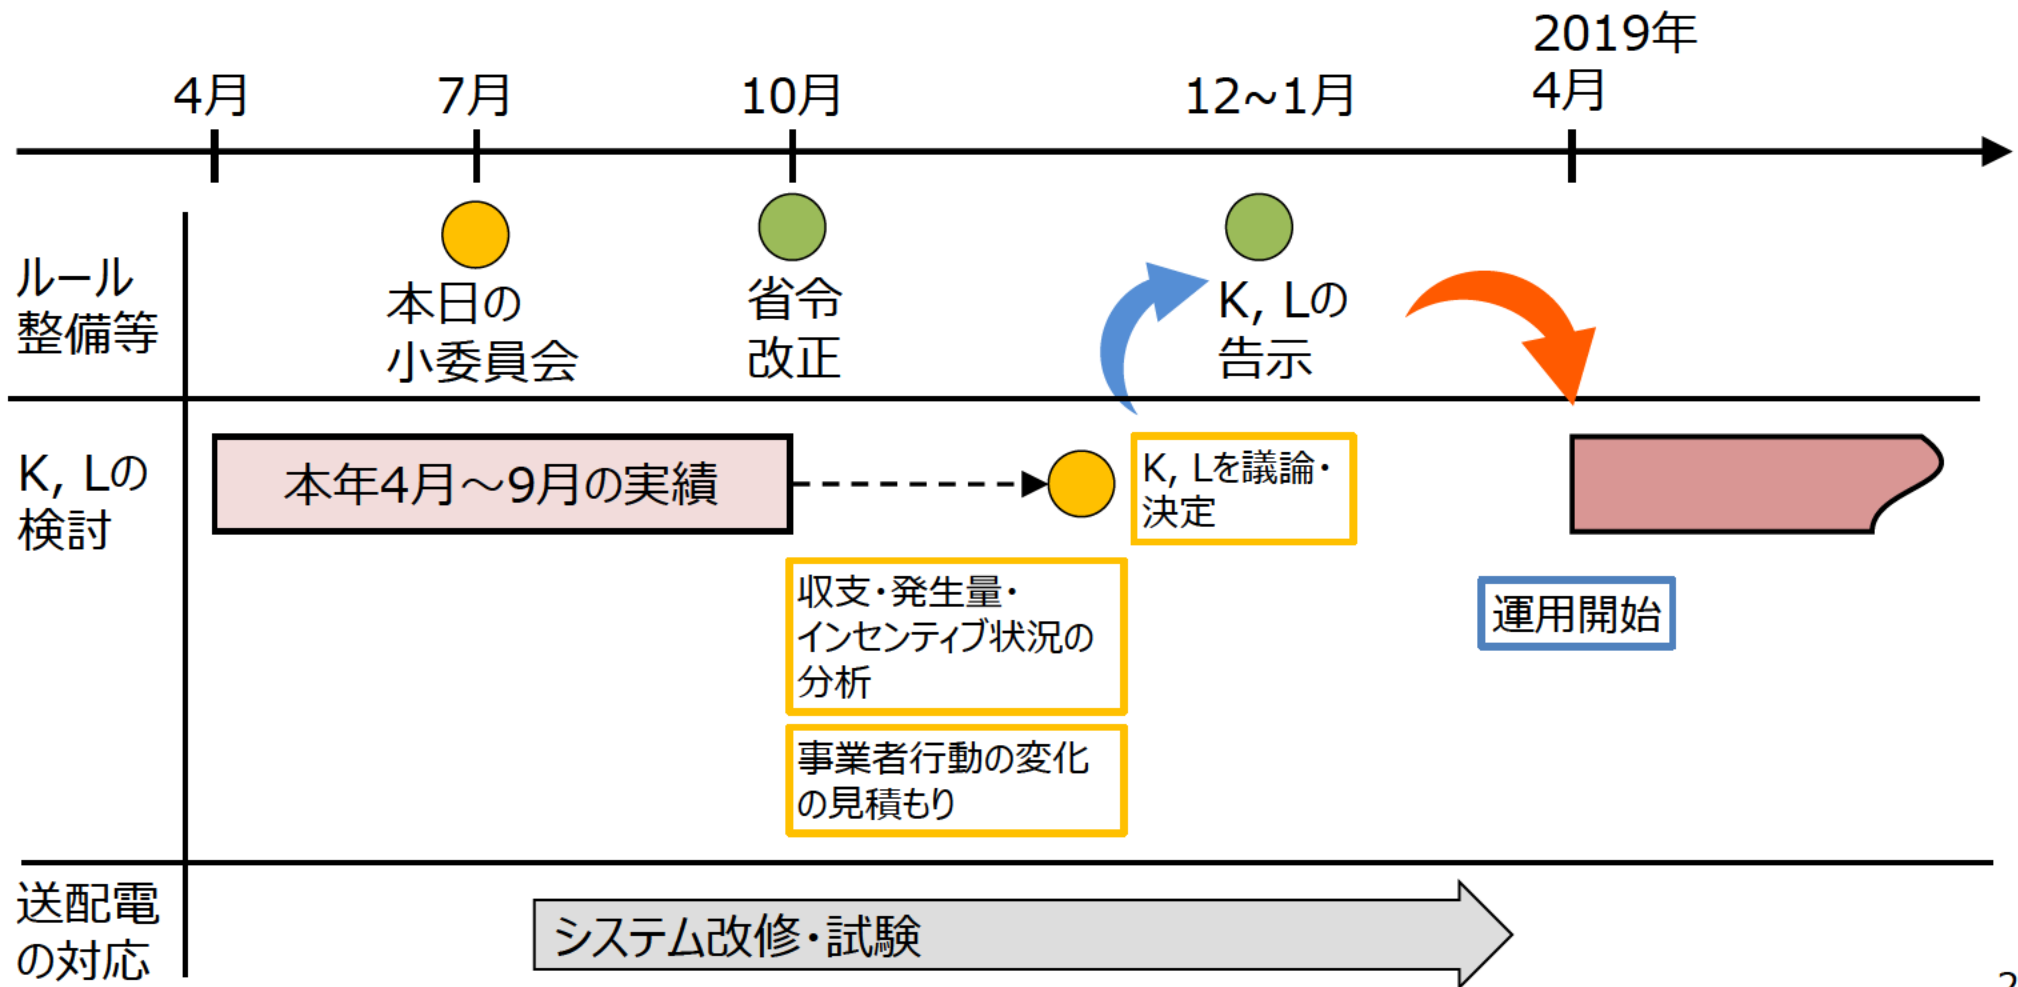 2019年
4月
7月
10月
12~1月
4月
ルール
整備等
本日の
小委員会
省令
改正
K, Lの
告示
K, Lの
検討
本年4月～9月の実績
K, Lを議論・
決定
収支・発生量・
インセンティブ状況の
分析
運用開始
事業者行動の変化
の見積もり
送配電
の対応
システム改修・試験
2